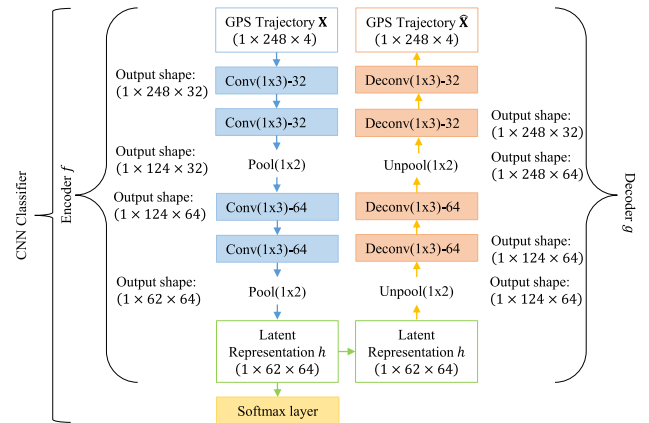 CNN Classifier
Encoder f
Output shape:
(1 × 248 × 32)
Output shape:
(1 × 124 × 32)
Output shape:
(1 × 124 × 64)
Output shape:
(1 × 62 × 64)
GPS Trajectory X
(1 × 248 × 4)
Conv(1x3)-32
Conv(1x3)-32
Pool(1x2)
Conv(1x3)-64
Conv(1x3)-64
Pool(1x2)
Latent
Representation h
(1 × 62 × 64)
Softmax layer
GPS Trajectory X̂
(1 × 248 × 4)
Deconv(1x3)-32
Deconv(1x3)-32
Unpool(1x2)
Deconv(1x3)-64
Deconv(1x3)-64
Unpool(1x2)
Latent
Representation h
(1 × 62 × 64)
Output shape:
(1 × 248 × 32)
Output shape:
(1 × 248 × 64)
Output shape:
(1 × 124 × 64)
Output shape:
(1 × 124 × 64)
Decoder g